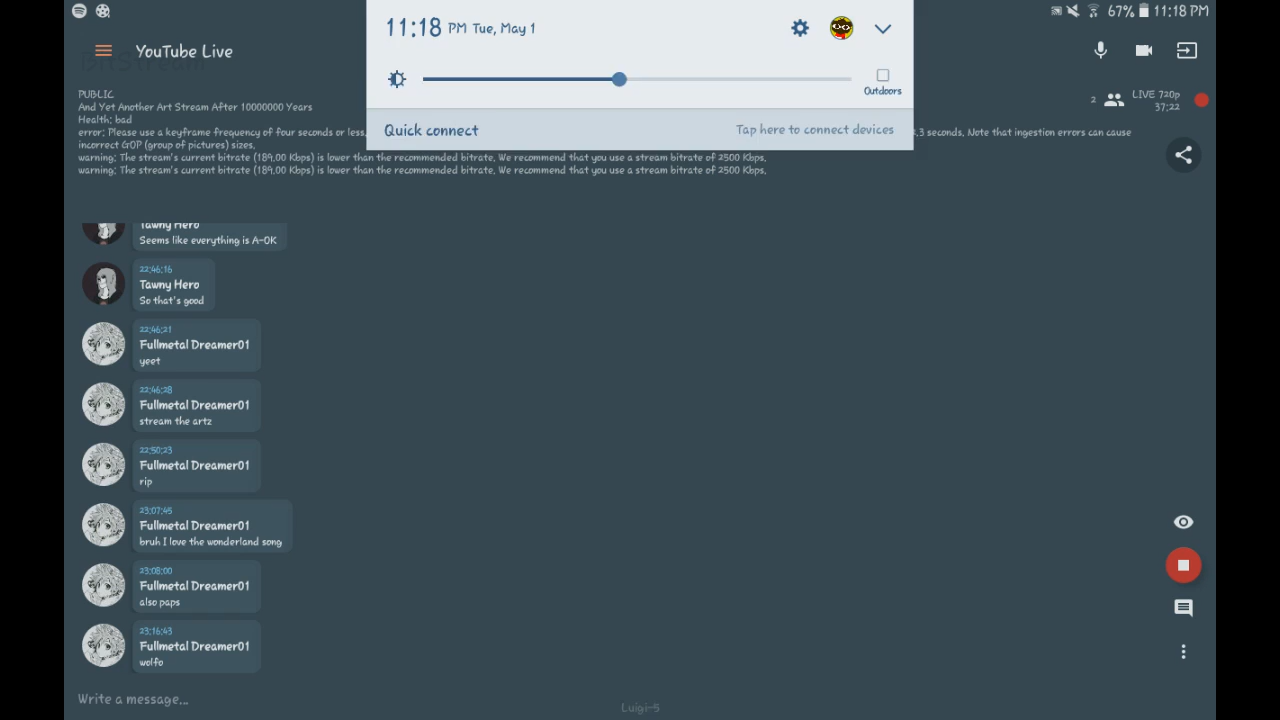 67% 11:18 PM
11:18 PM Tue, May 1
YouTube Live
BitStream
Outdoors
PUBLIC
And Yet Another Art Stream After 10000000 Years
2
LIVE 720p
37:22
Health: bad
error: Please use a keyframe frequency of four seconds or less.
.3 seconds. Note that ingestion errors can cause
incorrect GOP (group of pictures) sizes.
Quick connect
Tap here to connect devices
warning: The stream's current bitrate (189.00 Kbps) is lower than the recommended bitrate. We recommend that you use a stream bitrate of 2500 Kbps.
warning: The stream's current bitrate (189.00 Kbps) is lower than the recommended bitrate. We recommend that you use a stream bitrate of 2500 Kbps.
Tawny Hero
Seems like everything is A-OK
22:46:16
Tawny Hero
So that's good
22:46:21
Fullmetal Dreamer01
yeet
22:46:28
Fullmetal Dreamer01
stream the artz
22:50:23
Fullmetal Dreamer01
rip
23:07:45
Fullmetal Dreamer01
bruh I love the wonderland song
23:08:00
Fullmetal Dreamer01
also paps
23:16:43
Fullmetal Dreamer01
wolfo
Write a message...
Luigi-5